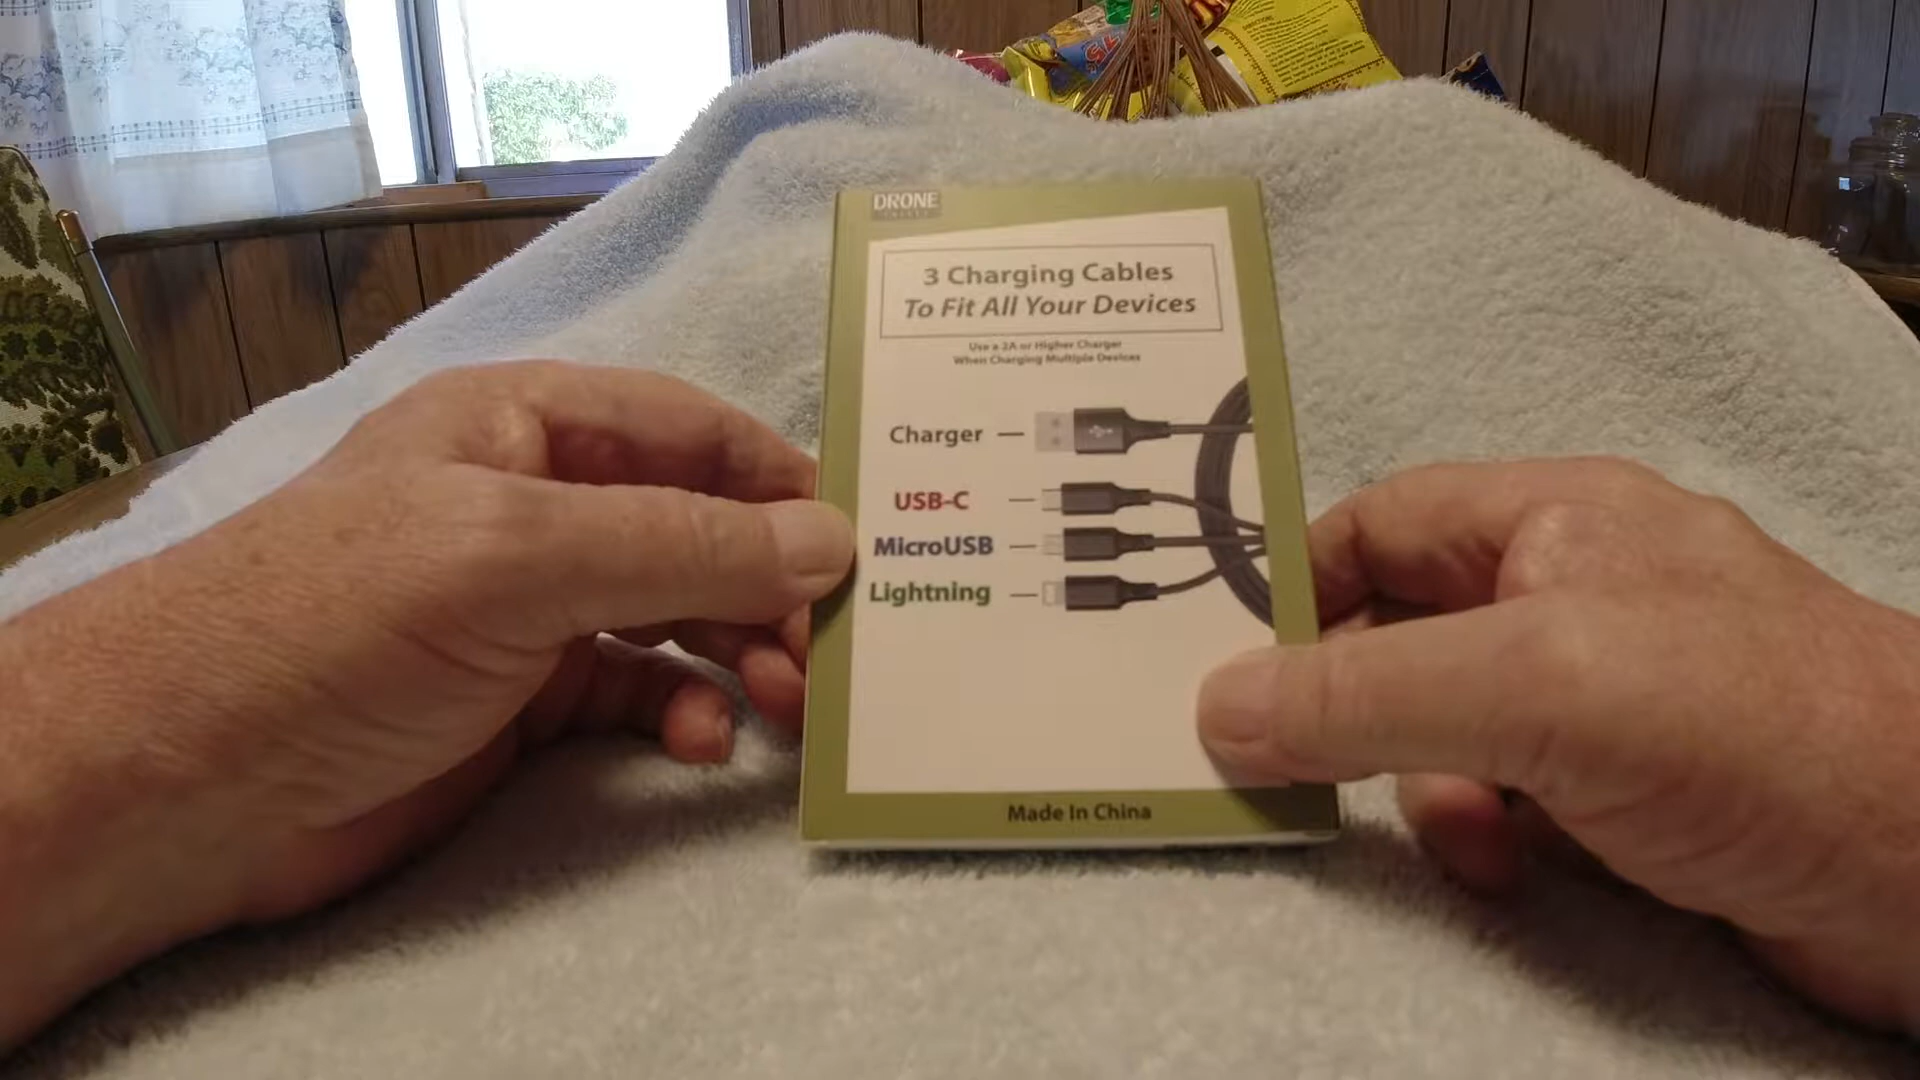 DRONE
3 Charging Cables
To Fit All Your Devices
Use a 2A or Higher Charger
When Charging Multiple Devices
Charger
USB-C
MicroUSB
Lightning
Made In China